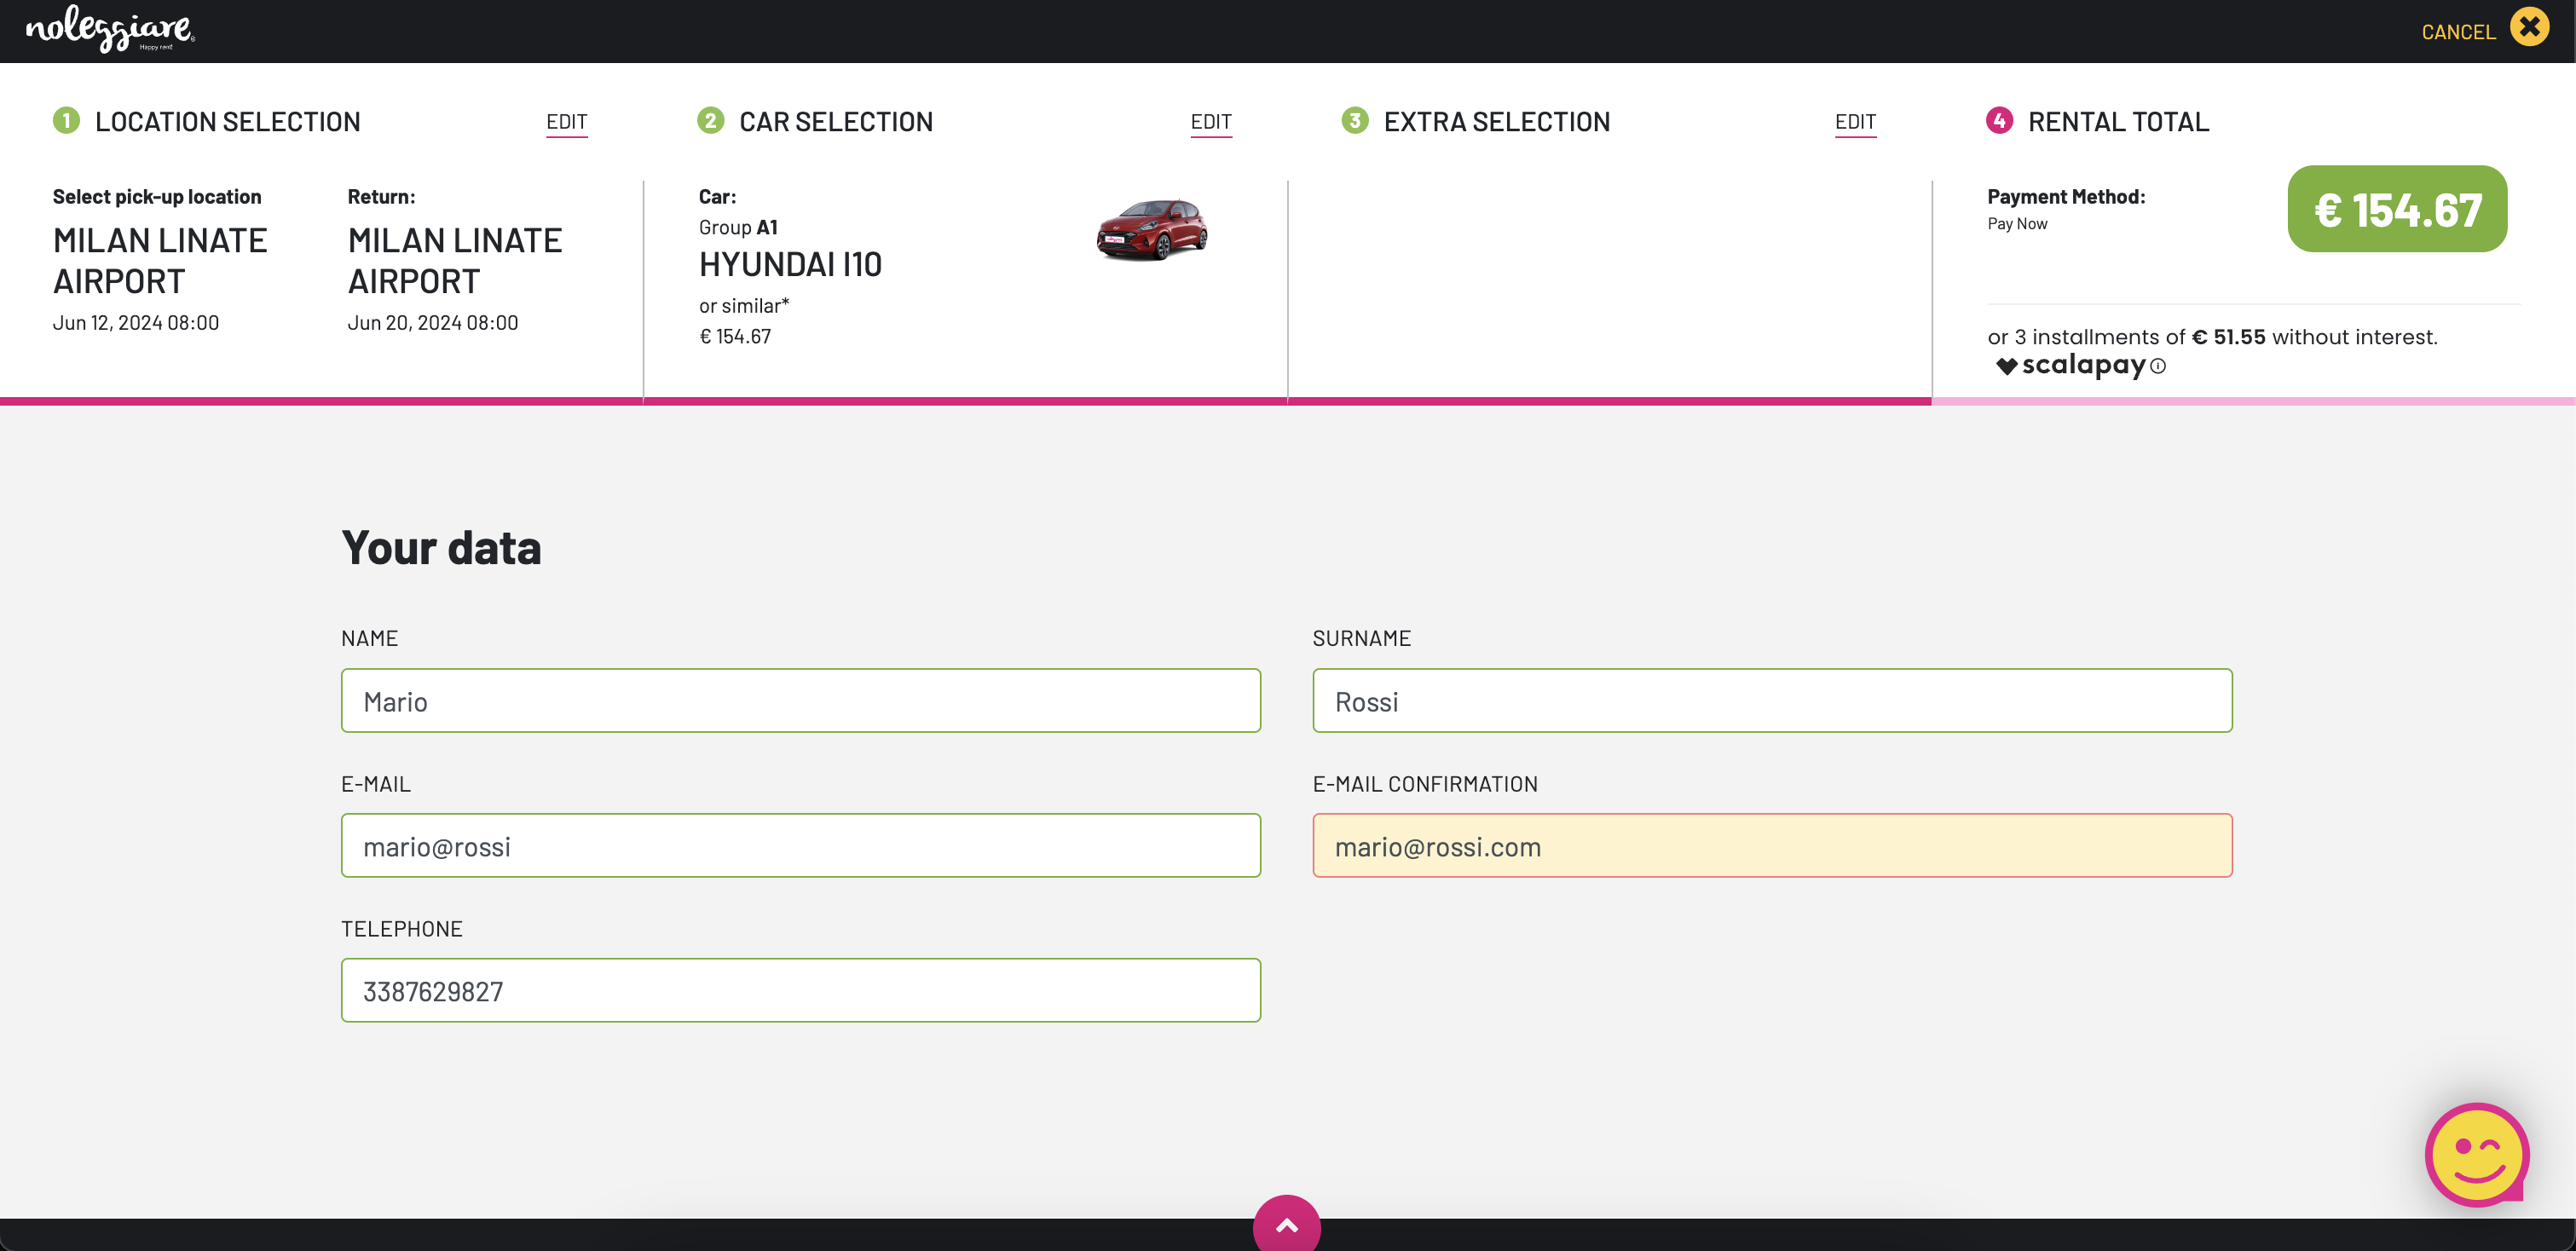 noleggiare
Happy rent!
CANCEL
1 LOCATION SELECTION
EDIT
Select pick-up location
MILAN LINATE
AIRPORT
Jun 12, 2024 08:00
Return:
MILAN LINATE
AIRPORT
Jun 20, 2024 08:00
2 CAR SELECTION
EDIT
Car:
Group A1
HYUNDAI I10
or similar*
€ 154.67
3 EXTRA SELECTION
EDIT
4 RENTAL TOTAL
Payment Method:
Pay Now
€ 154.67
or 3 installments of € 51.55 without interest.
scalapay
Your data
NAME
Mario
SURNAME
Rossi
E-MAIL
mario@rossi
E-MAIL CONFIRMATION
mario@rossi.com
TELEPHONE
3387629827